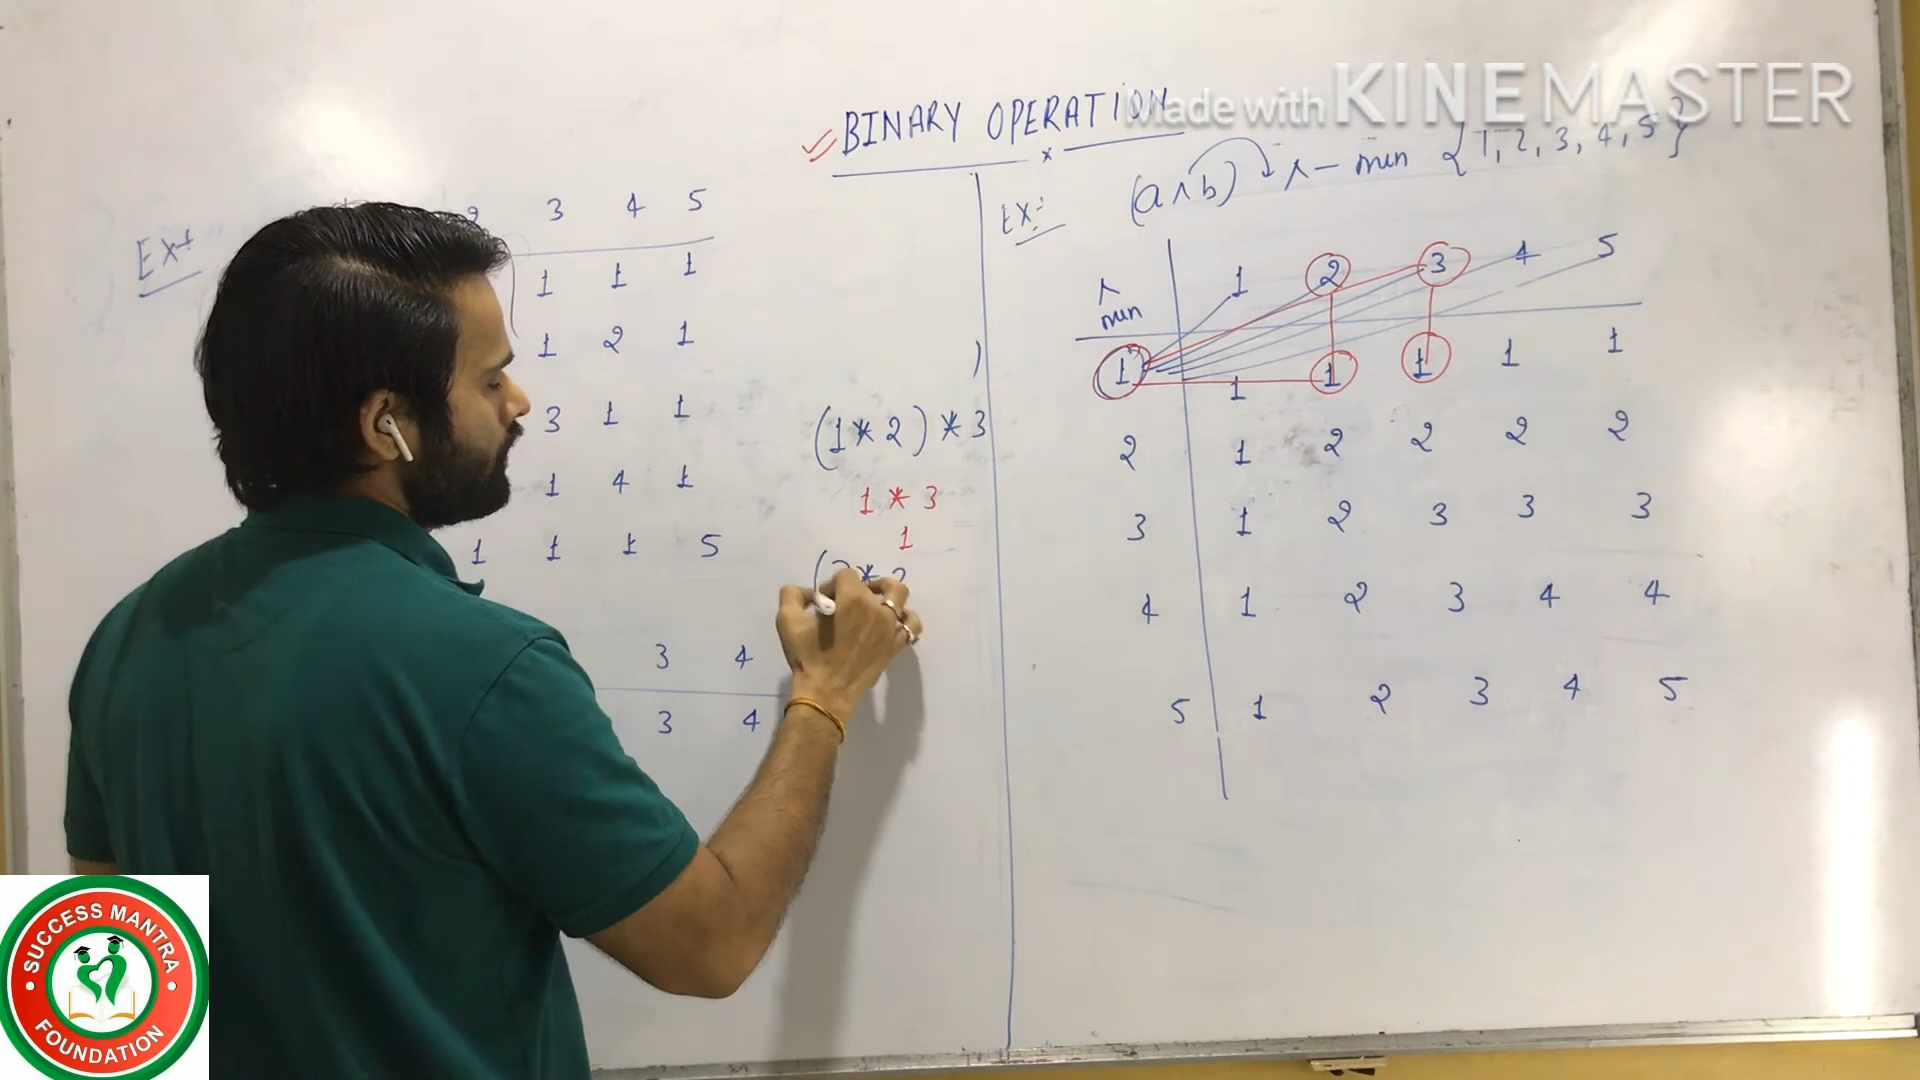 Made with KINEMASTER
BINARY OPERATION
x
Ex
3 4 5
1 1 1
1 2 1
3 1 1
1 4 1
1 1 1 5
3 4
3 4
(1*2)*3
1*3
1
Ex:
(a∧b) ∧ - min {1, 2, 3, 4, 5}
∧ 1 2 3 4 5
min
1 1 1 1 1 1
2 1 2 2 2 2
3 1 2 3 3 3
4 1 2 3 4 4
5 1 2 3 4 5
SUCCESS MANTRA
FOUNDATION